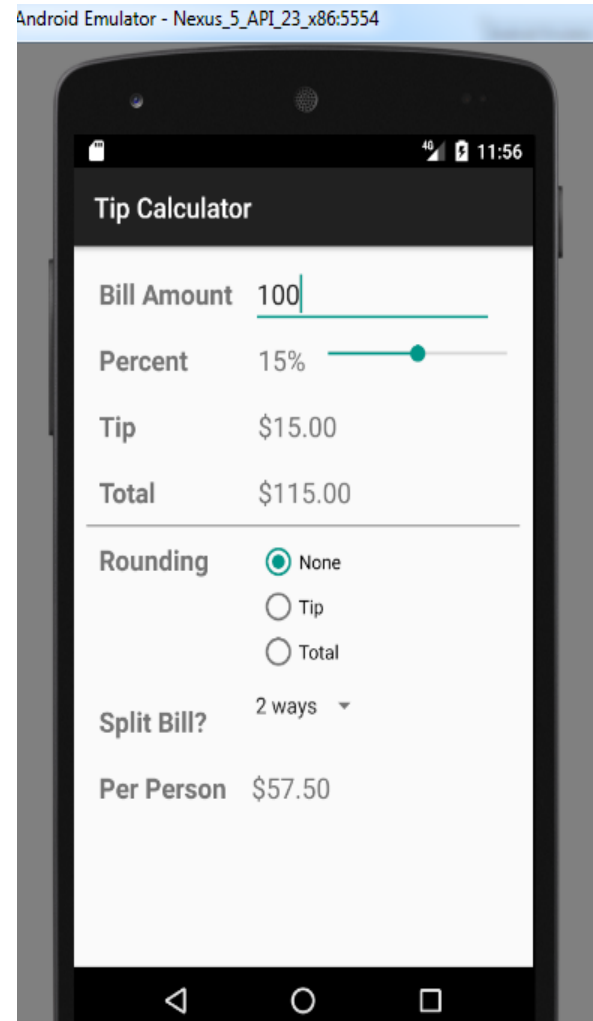 Android Emulator - Nexus_5_API_23_x86:5554
11:56
Tip Calculator
Bill Amount 100
Percent 15%
Tip $15.00
Total $115.00
Rounding None
Tip
Total
Split Bill? 2 ways
Per Person $57.50